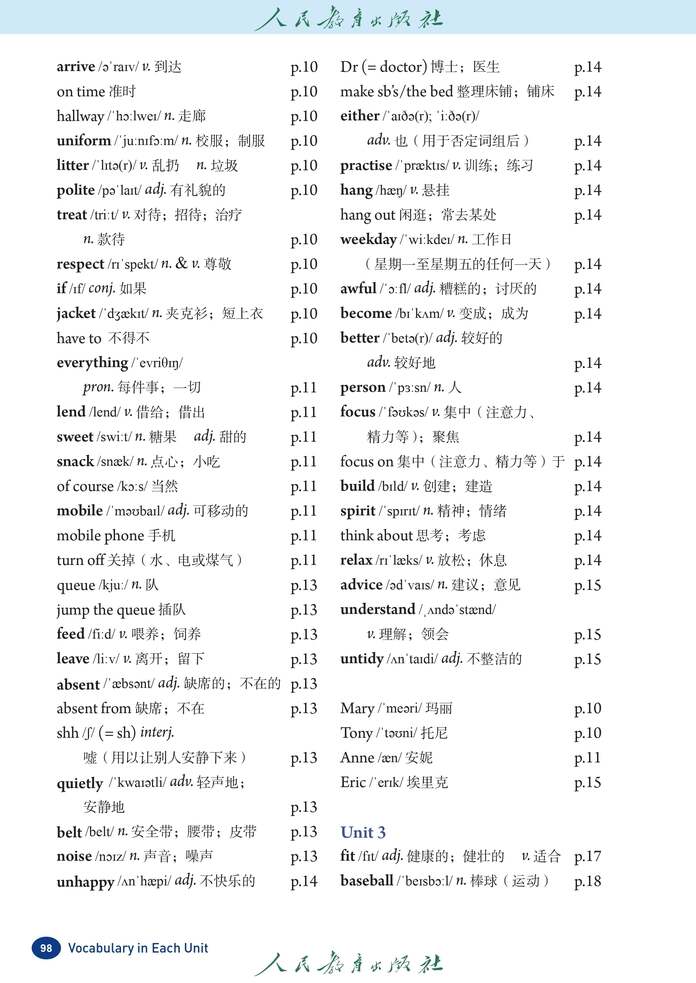 人民教育出版社
arrive /əˈraɪv/ v. 到达 p.10
on time 准时 p.10
hallway /ˈhɔːlweɪ/ n. 走廊 p.10
uniform /ˈjuːnɪfɔːm/ n. 校服；制服 p.10
litter /ˈlɪtə(r)/ v. 乱扔 n. 垃圾 p.10
polite /pəˈlaɪt/ adj. 有礼貌的 p.10
treat /triːt/ v. 对待；招待；治疗
n. 款待 p.10
respect /rɪˈspekt/ n. & v. 尊敬 p.10
if /ɪf/ conj. 如果 p.10
jacket /ˈdʒækɪt/ n. 夹克衫；短上衣 p.10
have to 不得不 p.10
everything /ˈevriθɪŋ/
pron. 每件事；一切 p.11
lend /lend/ v. 借给；借出 p.11
sweet /swiːt/ n. 糖果 adj. 甜的 p.11
snack /snæk/ n. 点心；小吃 p.11
of course /kɔːs/ 当然 p.11
mobile /ˈməʊbaɪl/ adj. 可移动的 p.11
mobile phone 手机 p.11
turn off 关掉（水、电或煤气） p.11
queue /kjuː/ n. 队 p.13
jump the queue 插队 p.13
feed /fiːd/ v. 喂养；饲养 p.13
leave /liːv/ v. 离开；留下 p.13
absent /ˈæbsənt/ adj. 缺席的；不在的 p.13
absent from 缺席；不在 p.13
shh /ʃ/ (= sh) interj.
嘘（用以让别人安静下来） p.13
quietly /ˈkwaɪətli/ adv. 轻声地；
安静地 p.13
belt /belt/ n. 安全带；腰带；皮带 p.13
noise /nɔɪz/ n. 声音；噪声 p.13
unhappy /ʌnˈhæpi/ adj. 不快乐的 p.14
Dr (= doctor) 博士；医生 p.14
make sb's/the bed 整理床铺；铺床 p.14
either /ˈaɪðə(r); ˈiːðə(r)/
adv. 也（用于否定词组后） p.14
practise /ˈpræktɪs/ v. 训练；练习 p.14
hang /hæŋ/ v. 悬挂 p.14
hang out 闲逛；常去某处 p.14
weekday /ˈwiːkdeɪ/ n. 工作日
（星期一至星期五的任何一天） p.14
awful /ˈɔːfl/ adj. 糟糕的；讨厌的 p.14
become /bɪˈkʌm/ v. 变成；成为 p.14
better /ˈbetə(r)/ adj. 较好的
adv. 较好地 p.14
person /ˈpɜːsn/ n. 人 p.14
focus /ˈfəʊkəs/ v. 集中（注意力、
精力等）；聚焦 p.14
focus on 集中（注意力、精力等）于 p.14
build /bɪld/ v. 创建；建造 p.14
spirit /ˈspɪrɪt/ n. 精神；情绪 p.14
think about 思考；考虑 p.14
relax /rɪˈlæks/ v. 放松；休息 p.14
advice /ədˈvaɪs/ n. 建议；意见 p.15
understand /ˌʌndəˈstænd/
v. 理解；领会 p.15
untidy /ʌnˈtaɪdi/ adj. 不整洁的 p.15
Mary /ˈmeəri/ 玛丽 p.10
Tony /ˈtəʊni/ 托尼 p.10
Anne /æn/ 安妮 p.11
Eric /ˈerɪk/ 埃里克 p.15
Unit 3
fit /fɪt/ adj. 健康的；健壮的 v. 适合 p.17
baseball /ˈbeɪsbɔːl/ n. 棒球（运动） p.18
98 Vocabulary in Each Unit
人民教育出版社